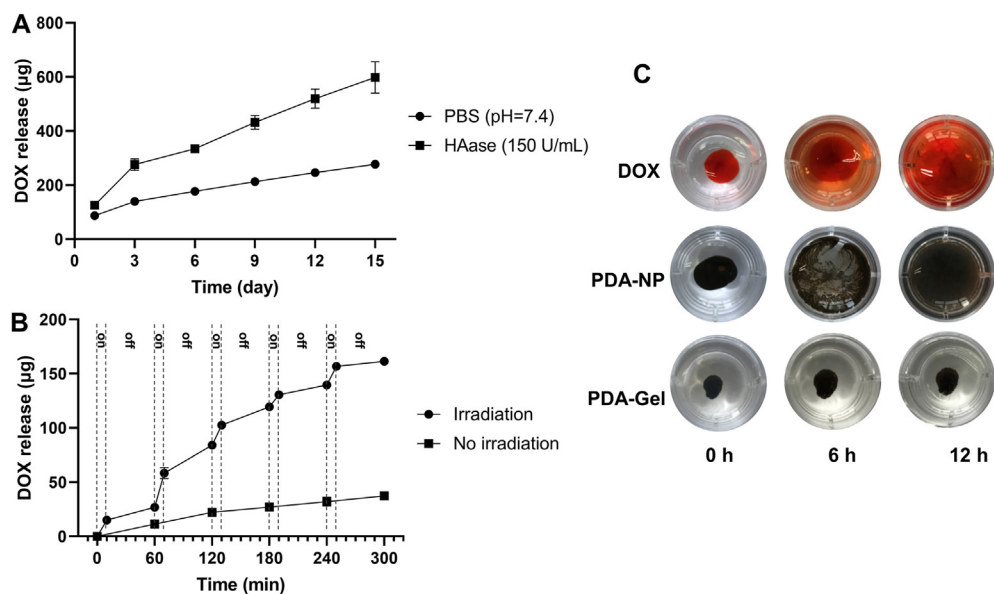 A
800
600
400
200
0
DOX release (µg)
3
6
9
12
15
Time (day)
PBS (pH=7.4)
HAase (150 U/mL)
B
200
150
100
50
0
DOX release (µg)
on off on off on off on off on off
0
60
120
180
240
300
Time (min)
Irradiation
No irradiation
C
DOX
PDA-NP
PDA-Gel
0 h
6 h
12 h